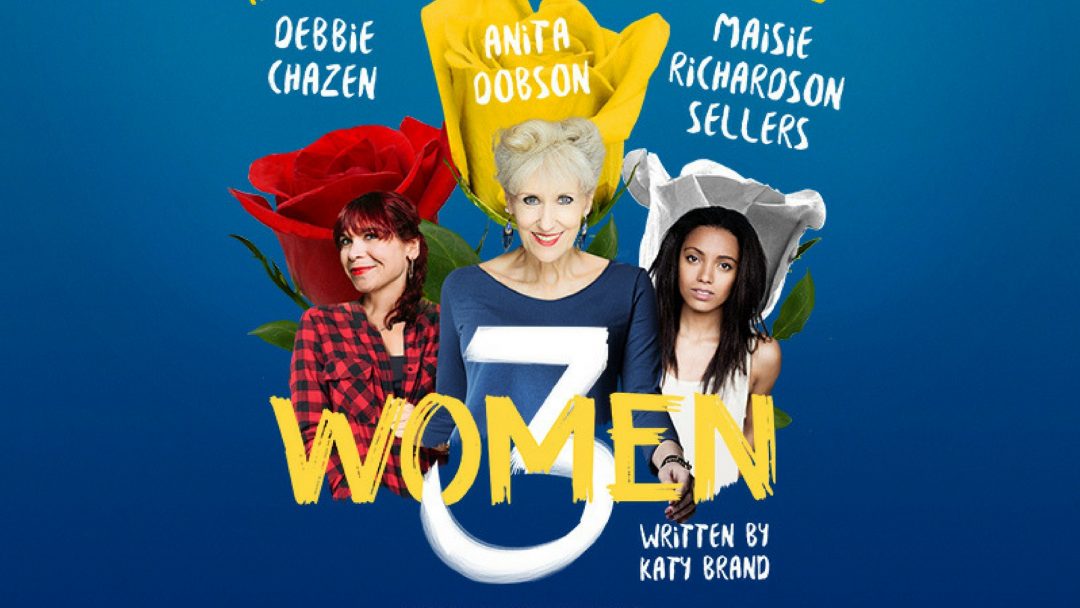 DEBBiE
CHAZEN
ANiTA
DOBSON
MAiSiE
RiCHARDSON
SELLERS
3
WOMEN
WRiTTEN BY
KATY BRAND